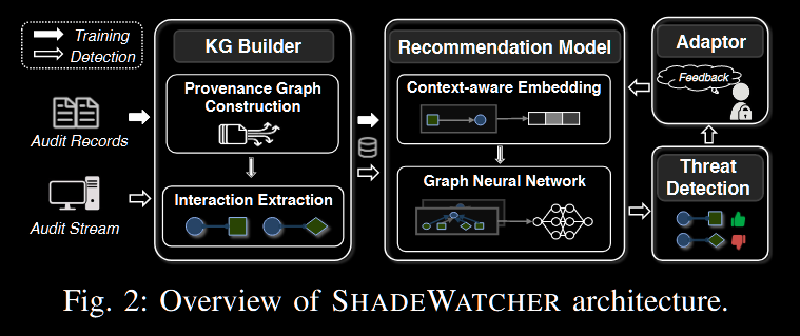 Training
Detection
Audit Records
Audit Stream
KG Builder
Provenance Graph
Construction
Interaction Extraction
Recommendation Model
Context-aware Embedding
Graph Neural Network
Adaptor
Feedback
Threat
Detection
Fig. 2: Overview of SHADEWATCHER architecture.